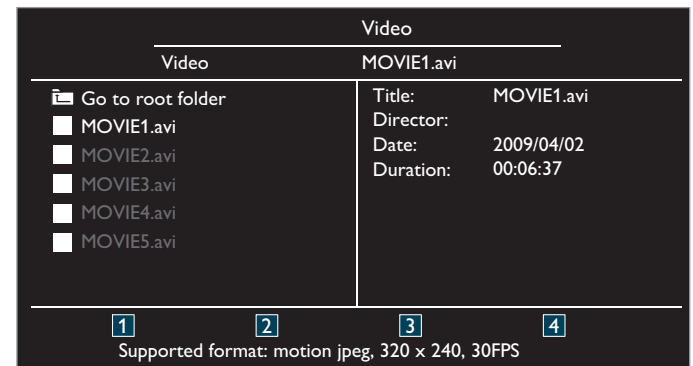 Video
Video MOVIE1.avi
Go to root folder
MOVIE1.avi
MOVIE2.avi
MOVIE3.avi
MOVIE4.avi
MOVIE5.avi
Title: MOVIE1.avi
Director:
Date: 2009/04/02
Duration: 00:06:37
1 2 3 4
Supported format: motion jpeg, 320 x 240, 30FPS